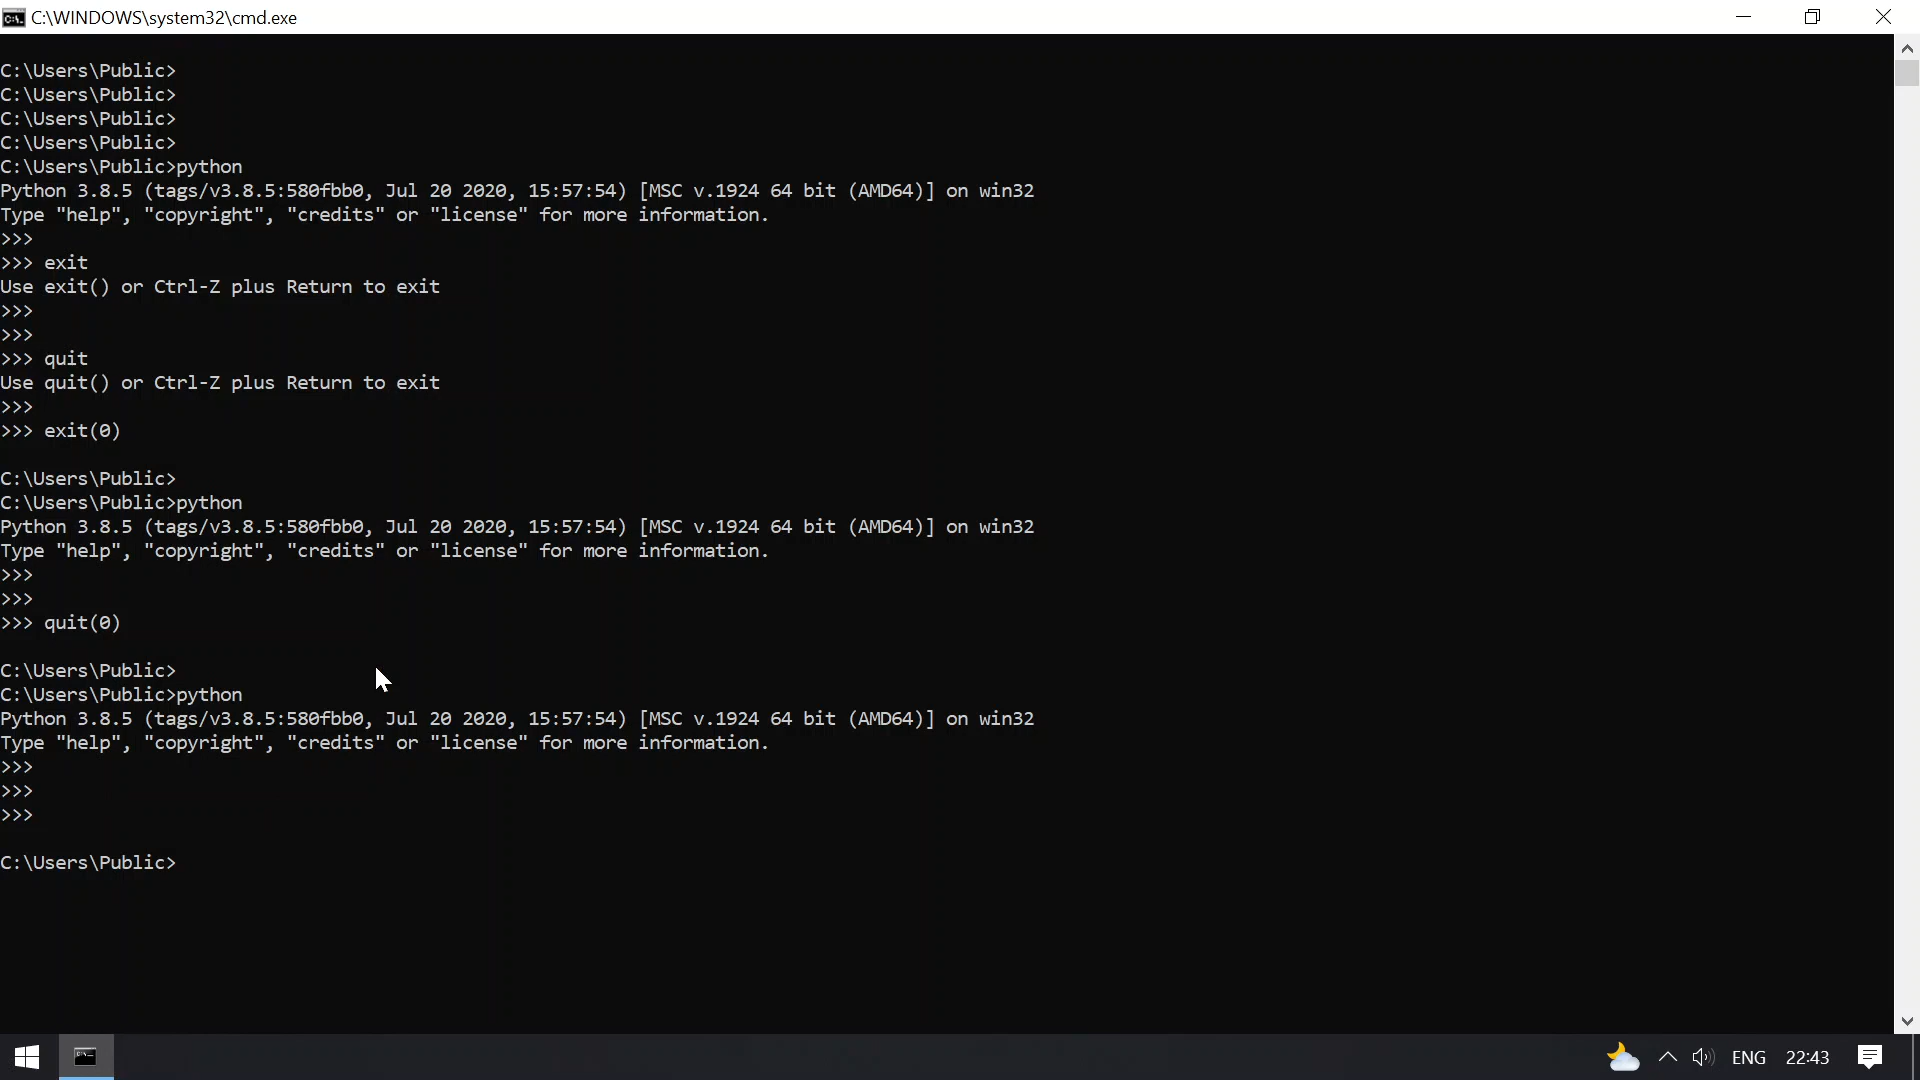 C:\WINDOWS\system32\cmd.exe
C:\Users\Public>
C:\Users\Public>
C:\Users\Public>
C:\Users\Public>
C:\Users\Public>python
Python 3.8.5 (tags/v3.8.5:580fbb0, Jul 20 2020, 15:57:54) [MSC v.1924 64 bit (AMD64)] on win32
Type "help", "copyright", "credits" or "license" for more information.
>>>
>>> exit
Use exit() or Ctrl-Z plus Return to exit
>>>
>>>
>>> quit
Use quit() or Ctrl-Z plus Return to exit
>>>
>>> exit(0)
C:\Users\Public>
C:\Users\Public>python
Python 3.8.5 (tags/v3.8.5:580fbb0, Jul 20 2020, 15:57:54) [MSC v.1924 64 bit (AMD64)] on win32
Type "help", "copyright", "credits" or "license" for more information.
>>>
>>>
>>> quit(0)
C:\Users\Public>
C:\Users\Public>python
Python 3.8.5 (tags/v3.8.5:580fbb0, Jul 20 2020, 15:57:54) [MSC v.1924 64 bit (AMD64)] on win32
Type "help", "copyright", "credits" or "license" for more information.
>>>
>>>
>>>
C:\Users\Public>
ENG 22:43